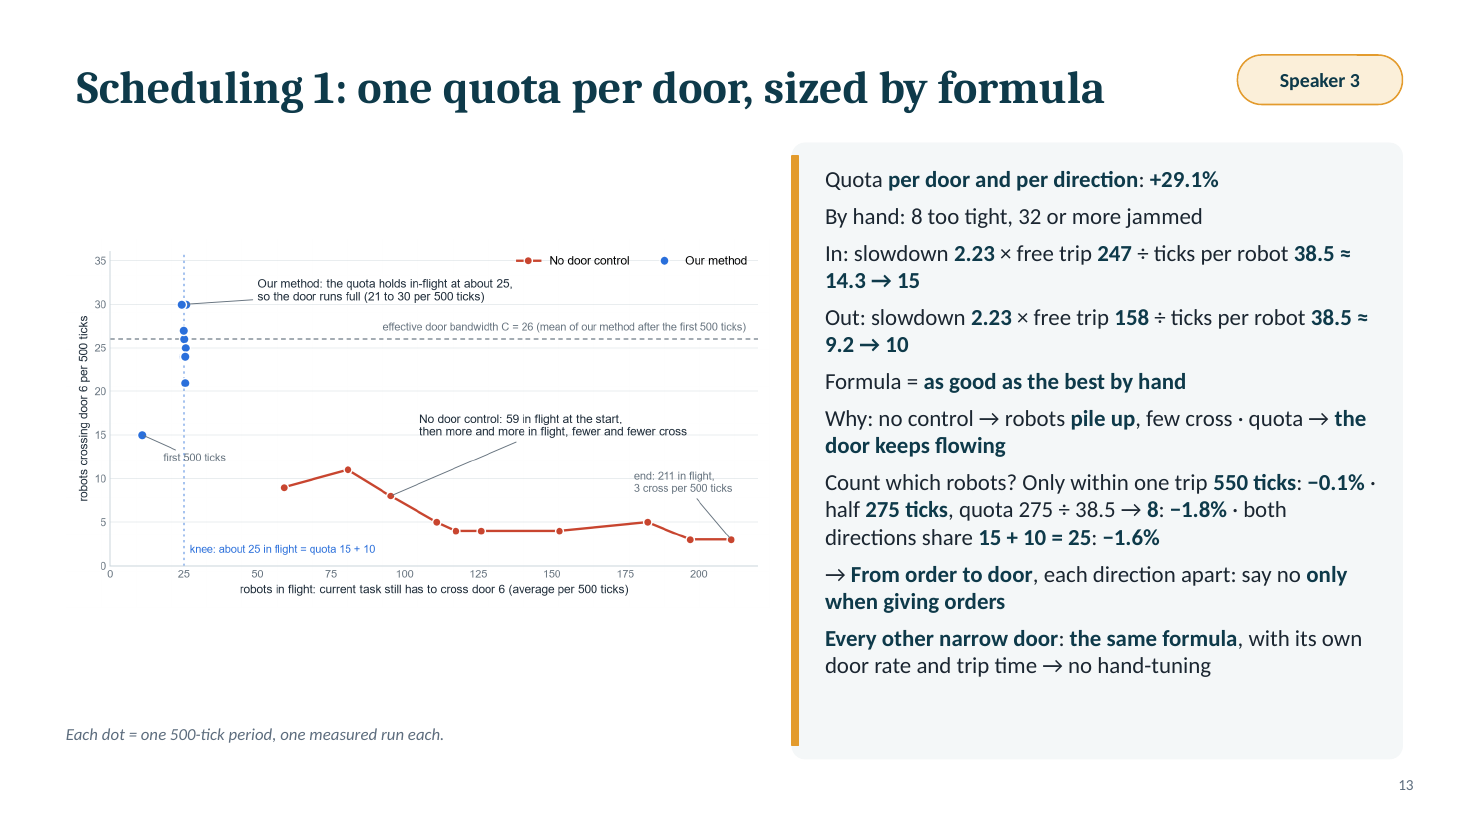 Scheduling 1: one quota per door, sized by formula
Speaker 3
No door control
Our method
Our method: the quota holds in-flight at about 25,
so the door runs full (21 to 30 per 500 ticks)
effective door bandwidth C = 26 (mean of our method after the first 500 ticks)
No door control: 59 in flight at the start,
then more and more in flight, fewer and fewer cross
first 500 ticks
end: 211 in flight,
3 cross per 500 ticks
knee: about 25 in flight = quota 15 + 10
robots crossing door 6 per 500 ticks
35
30
25
20
15
10
5
0
0 25 50 75 100 125 150 175 200
robots in flight: current task still has to cross door 6 (average per 500 ticks)
Each dot = one 500-tick period, one measured run each.
Quota per door and per direction: +29.1%
By hand: 8 too tight, 32 or more jammed
In: slowdown 2.23 × free trip 247 ÷ ticks per robot 38.5 ≈
14.3 → 15
Out: slowdown 2.23 × free trip 158 ÷ ticks per robot 38.5 ≈
9.2 → 10
Formula = as good as the best by hand
Why: no control → robots pile up, few cross · quota → the
door keeps flowing
Count which robots? Only within one trip 550 ticks: −0.1% ·
half 275 ticks, quota 275 ÷ 38.5 → 8: −1.8% · both
directions share 15 + 10 = 25: −1.6%
→ From order to door, each direction apart: say no only
when giving orders
Every other narrow door: the same formula, with its own
door rate and trip time → no hand-tuning
13